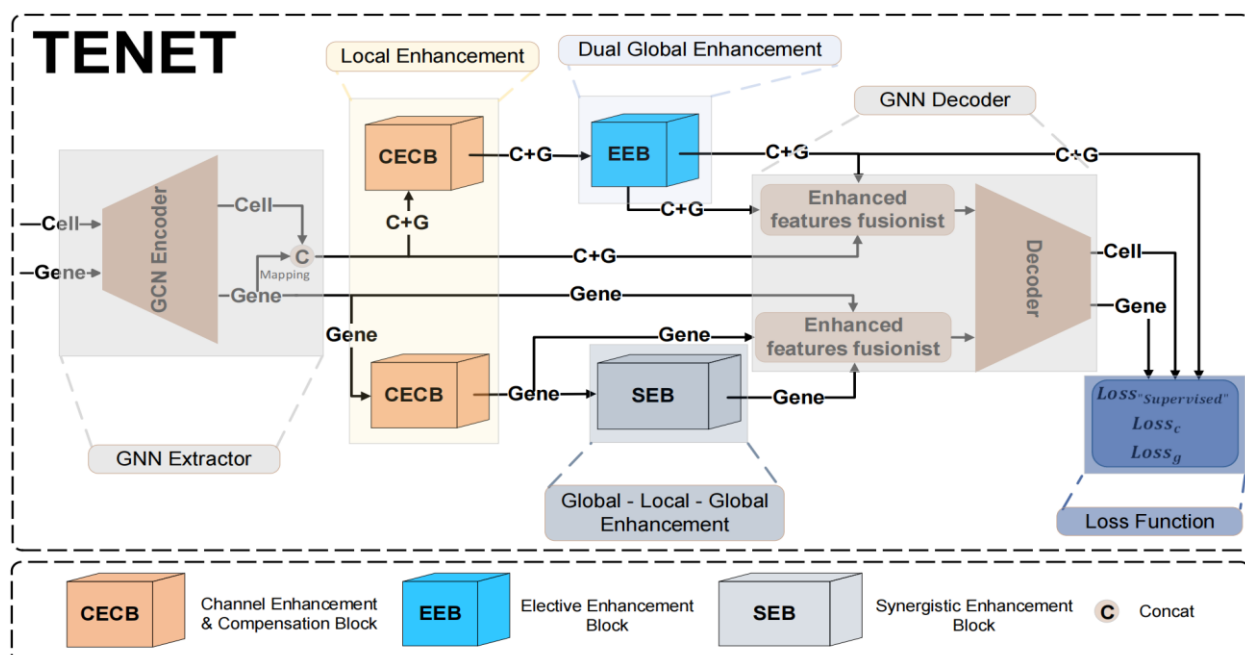 TENET
Local Enhancement
Dual Global Enhancement
GNN Decoder
CECB
C+G
EEB
C+G
C+G
Cell
GCN Encoder
Cell
C+G
C+G
Enhanced
features fusionist
Decoder
Cell
C
Mapping
C+G
Gene
Gene
Gene
Gene
Gene
Gene
Enhanced
features fusionist
CECB
Gene
SEB
Gene
Loss"Supervised"
Lossc
Lossg
GNN Extractor
Global - Local - Global
Enhancement
Loss Function
CECB
Channel Enhancement
& Compensation Block
EEB
Elective Enhancement
Block
SEB
Synergistic Enhancement
Block
C
Concat